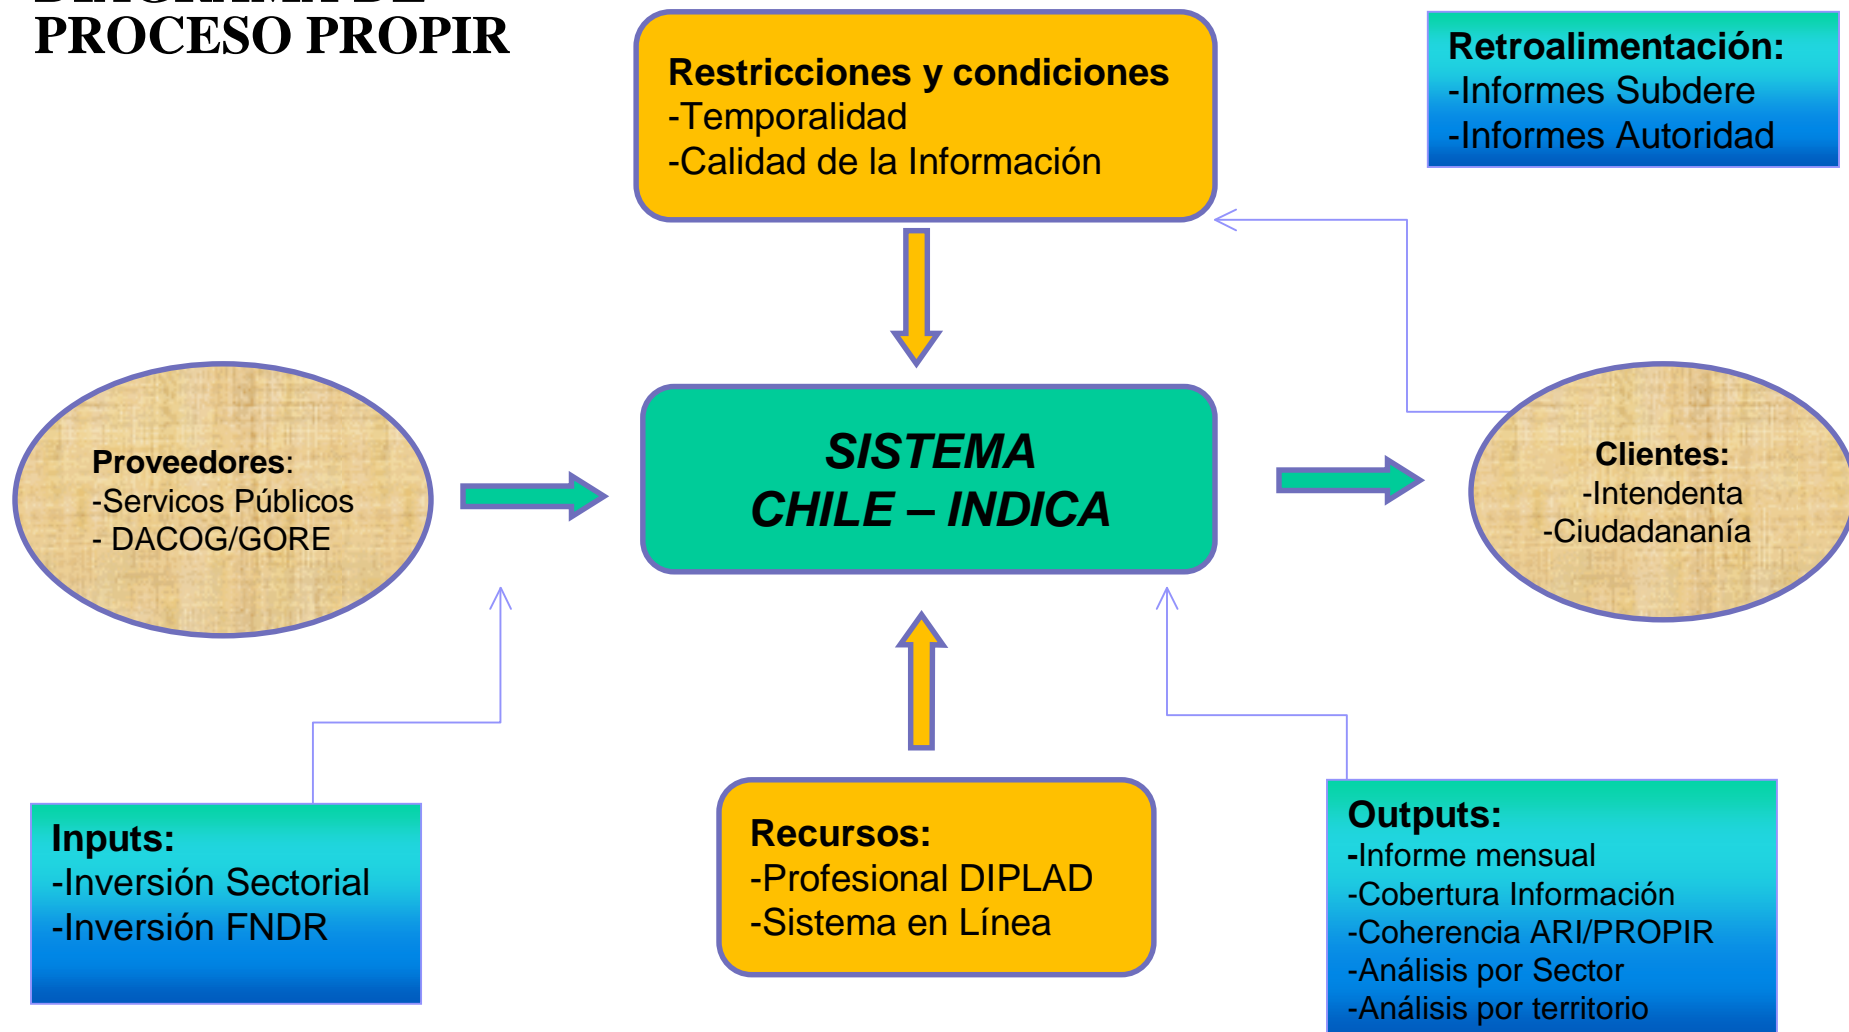 DIAGRAMA DE
PROCESO PROPIR
Restricciones y condiciones
-Temporalidad
-Calidad de la Información
Retroalimentación:
-Informes Subdere
-Informes Autoridad
Proveedores:
-Servicos Públicos
- DACOG/GORE
SISTEMA
CHILE – INDICA
Clientes:
-Intendenta
-Ciudadananía
Inputs:
-Inversión Sectorial
-Inversión FNDR
Recursos:
-Profesional DIPLAD
-Sistema en Línea
Outputs:
-Informe mensual
-Cobertura Información
-Coherencia ARI/PROPIR
-Análisis por Sector
-Análisis por territorio